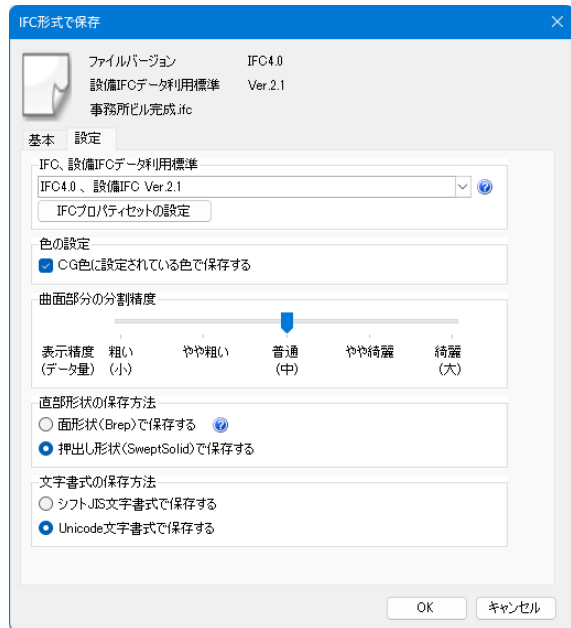 IFC形式で保存
ファイルバージョン IFC4.0
設備IFCデータ利用標準 Ver.2.1
事務所ビル完成.ifc
基本 設定
IFC、設備IFCデータ利用標準
IFC4.0 、設備IFC Ver.2.1
IFCプロパティセットの設定
色の設定
CG色に設定されている色で保存する
曲面部分の分割精度
表示精度 粗い やや粗い 普通 やや綺麗 綺麗
(データ量) (小) (中) (大)
直部形状の保存方法
面形状(Brep)で保存する
押出し形状(SweptSolid)で保存する
文字書式の保存方法
シフトJIS文字書式で保存する
Unicode文字書式で保存する
OK キャンセル